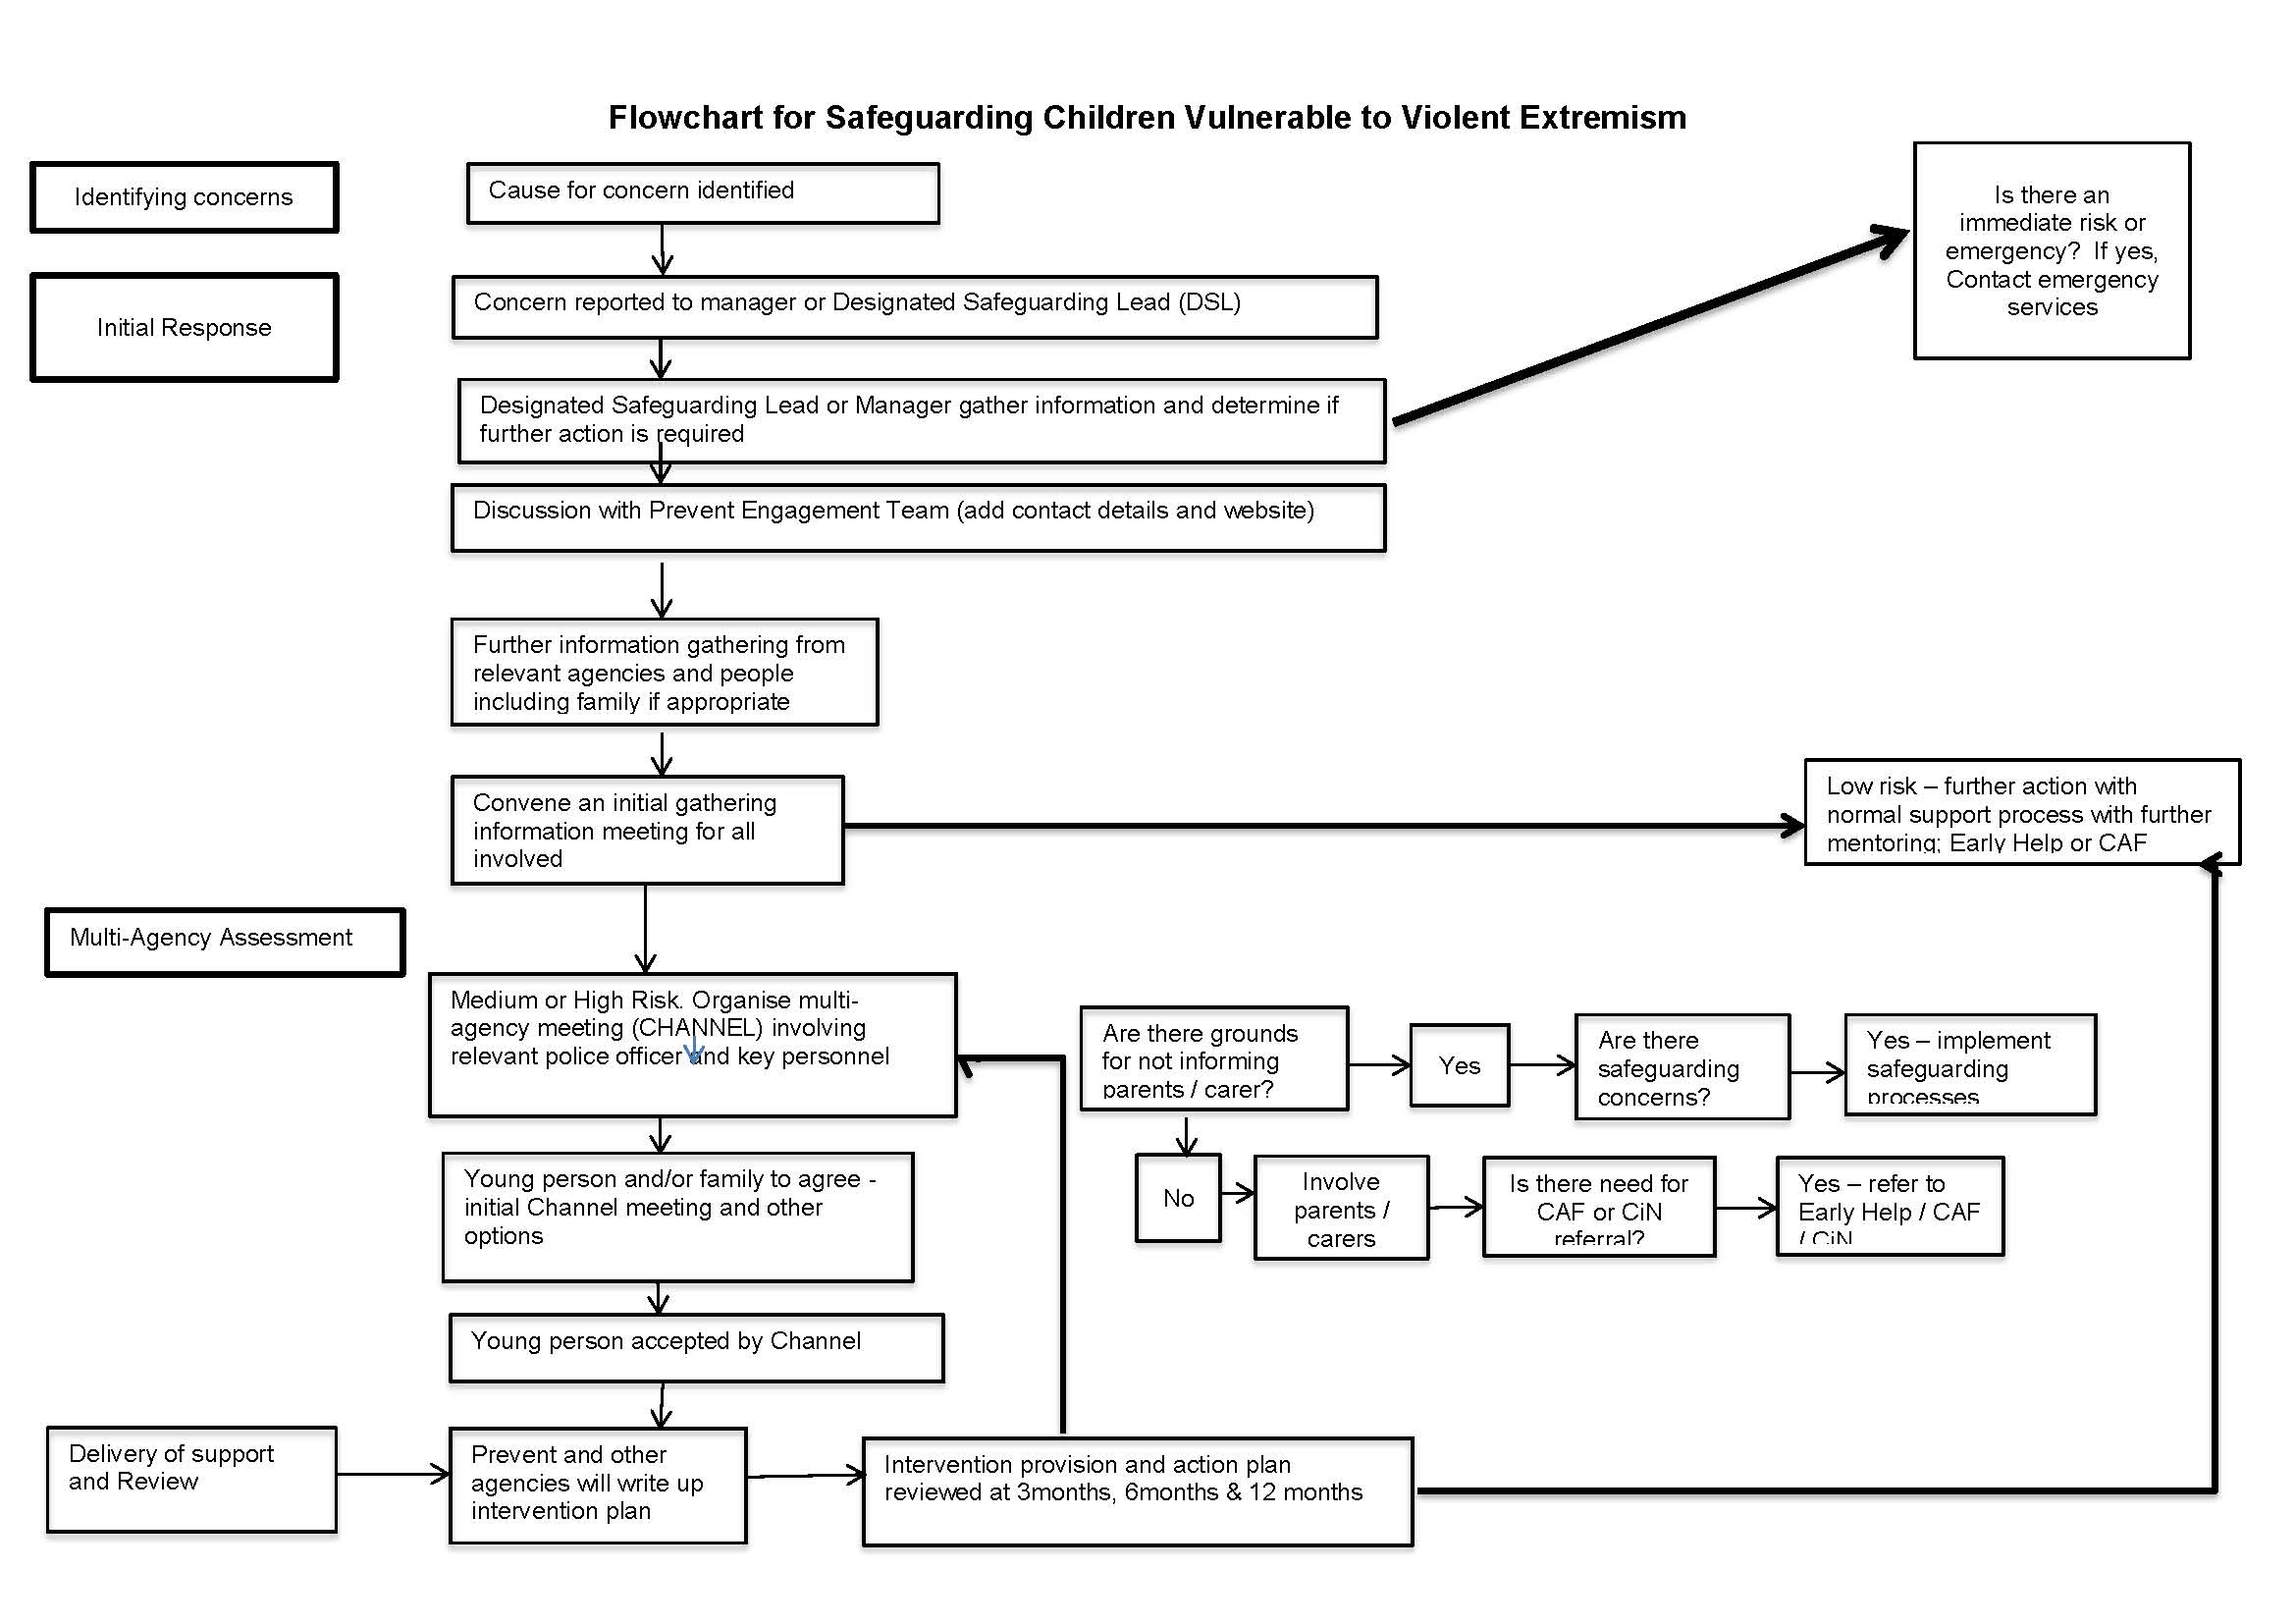 Flowchart for Safeguarding Children Vulnerable to Violent Extremism
Identifying concerns
Cause for concern identified
Is there an
immediate risk or
emergency?  If yes,
Contact emergency
services
Initial Response
Concern reported to manager or Designated Safeguarding Lead (DSL)
Designated Safeguarding Lead or Manager gather information and determine if
further action is required
Discussion with Prevent Engagement Team (add contact details and website)
Further information gathering from
relevant agencies and people
including family if appropriate
Convene an initial gathering
information meeting for all
involved
Low risk – further action with
normal support process with further
mentoring; Early Help or CAF
Multi-Agency Assessment
Medium or High Risk. Organise multi-
agency meeting (CHANNEL) involving
relevant police officer and key personnel
Are there grounds
for not informing
parents / carer?
Yes
Are there
safeguarding
concerns?
Yes – implement
safeguarding
processes
No
Involve
parents /
carers
Is there need for
CAF or CiN
referral?
Yes – refer to
Early Help / CAF
/ CiN
Young person and/or family to agree -
initial Channel meeting and other
options
Young person accepted by Channel
Delivery of support
and Review
Prevent and other
agencies will write up
intervention plan
Intervention provision and action plan
reviewed at 3months, 6months & 12 months